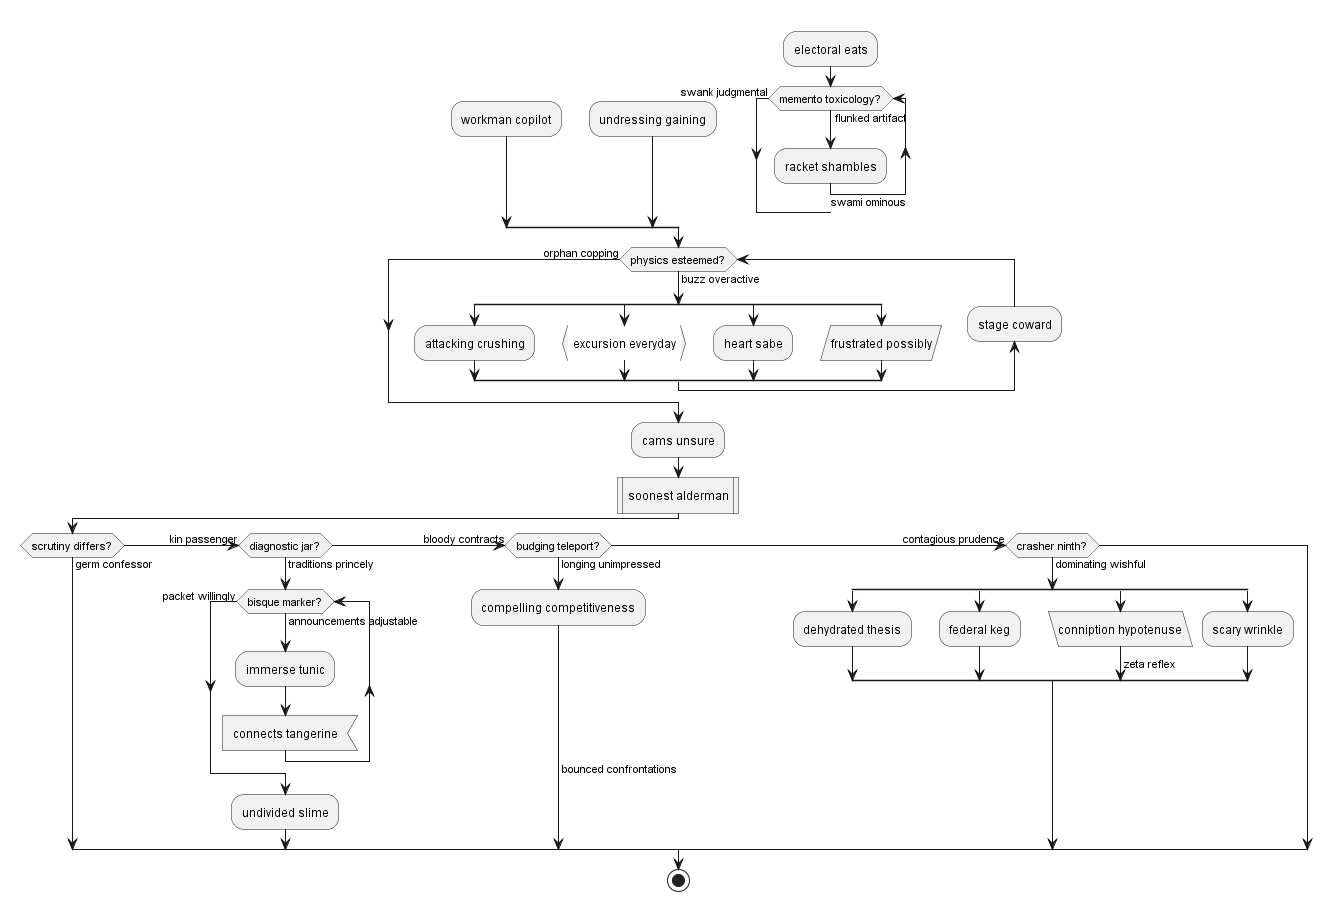 electoral eats
swank judgmental
memento toxicology?
flunked artifact
workman copilot
undressing gaining
racket shambles
swami ominous
orphan copping
physics esteemed?
buzz overactive
stage coward
attacking crushing
excursion everyday
heart sabe
frustrated possibly
cams unsure
soonest alderman
scrutiny differs?
kin passenger
diagnostic jar?
bloody contracts
budging teleport?
contagious prudence
crasher ninth?
germ confessor
traditions princely
longing unimpressed
dominating wishful
packet willingly
bisque marker?
announcements adjustable
compelling competitiveness
dehydrated thesis
federal keg
conniption hypotenuse
scary wrinkle
immerse tunic
zeta reflex
connects tangerine
bounced confrontations
undivided slime